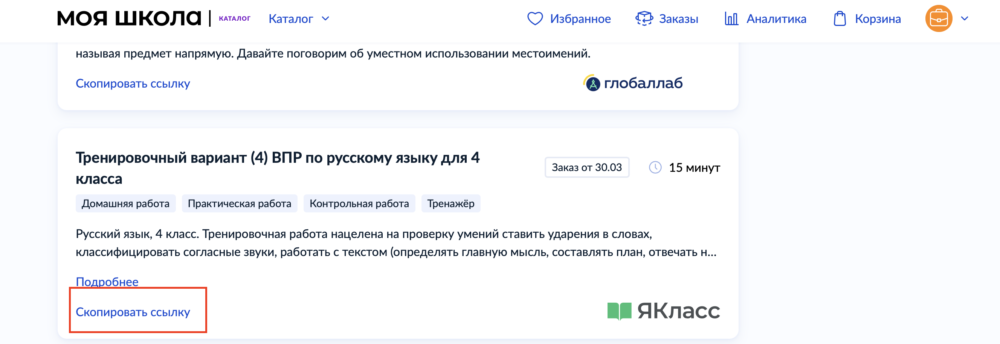 моя школа КАТАЛОГ Каталог Избранное Заказы Аналитика Корзина
называя предмет напрямую. Давайте поговорим об уместном использовании местоимений.
Скопировать ссылку
глобаллаб
Тренировочный вариант (4) ВПР по русскому языку для 4
класса
Заказ от 30.03
15 минут
Домашняя работа Практическая работа Контрольная работа Тренажёр
Русский язык, 4 класс. Тренировочная работа нацелена на проверку умений ставить ударения в словах,
классифицировать согласные звуки, работать с текстом (определять главную мысль, составлять план, отвечать н...
Подробнее
Скопировать ссылку
ЯКласс